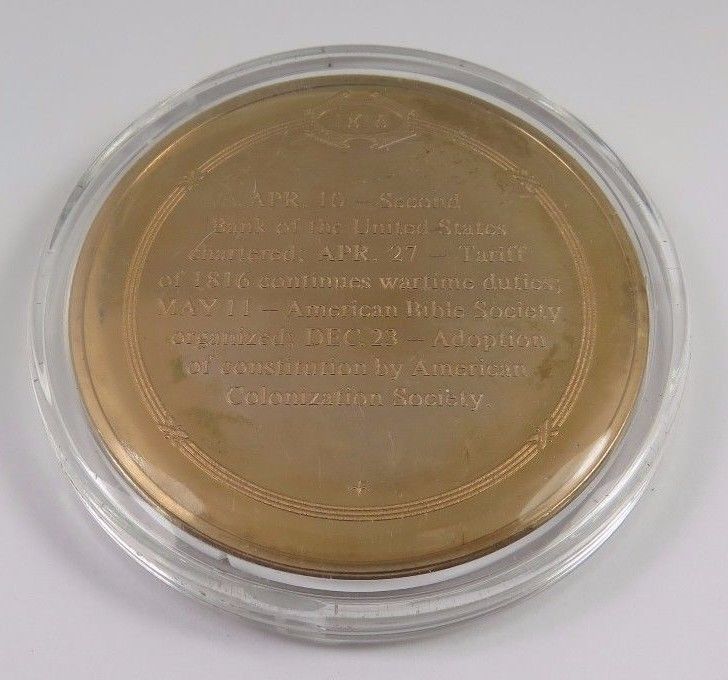 APR. 10 – Second
Bank of the United States
chartered; APR. 27 – Tariff
of 1816 continues wartime duties;
MAY 11 – American Bible Society
organized; DEC. 23 – Adoption
of constitution by American
Colonization Society.